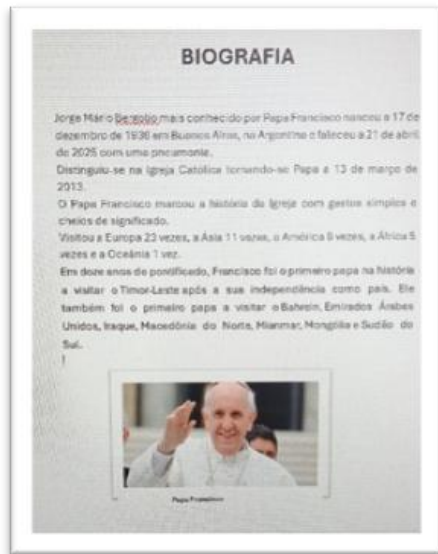 BIOGRAFIA
Jorge Mário Bergoglio mais conhecido por Papa Francisco nasceu a 17 de
dezembro de 1936 em Buenos Aires, na Argentina e faleceu a 21 de abril
de 2025 com uma pneumonia.
Distinguiu-se na Igreja Católica tornando-se Papa a 13 de março de
2013.
O Papa Francisco marcou a história da Igreja com gestos simples e
cheios de significado.
Visitou a Europa 23 vezes, a Ásia 11 vezes, a América vezes, a África 5
vezes e a Oceânia 1 vez.
Em doze anos de pontificado, Francisco foi o primeiro papa na história
a visitar o Timor-Leste após a sua independência como país. Ele
também foi o primeiro papa a visitar o Bahrein, Emirados Árabes
Unidos, Iraque, Macedônia do Norte, Mianmar, Mongólia e Sudão do
Sul.
Papa Francisco